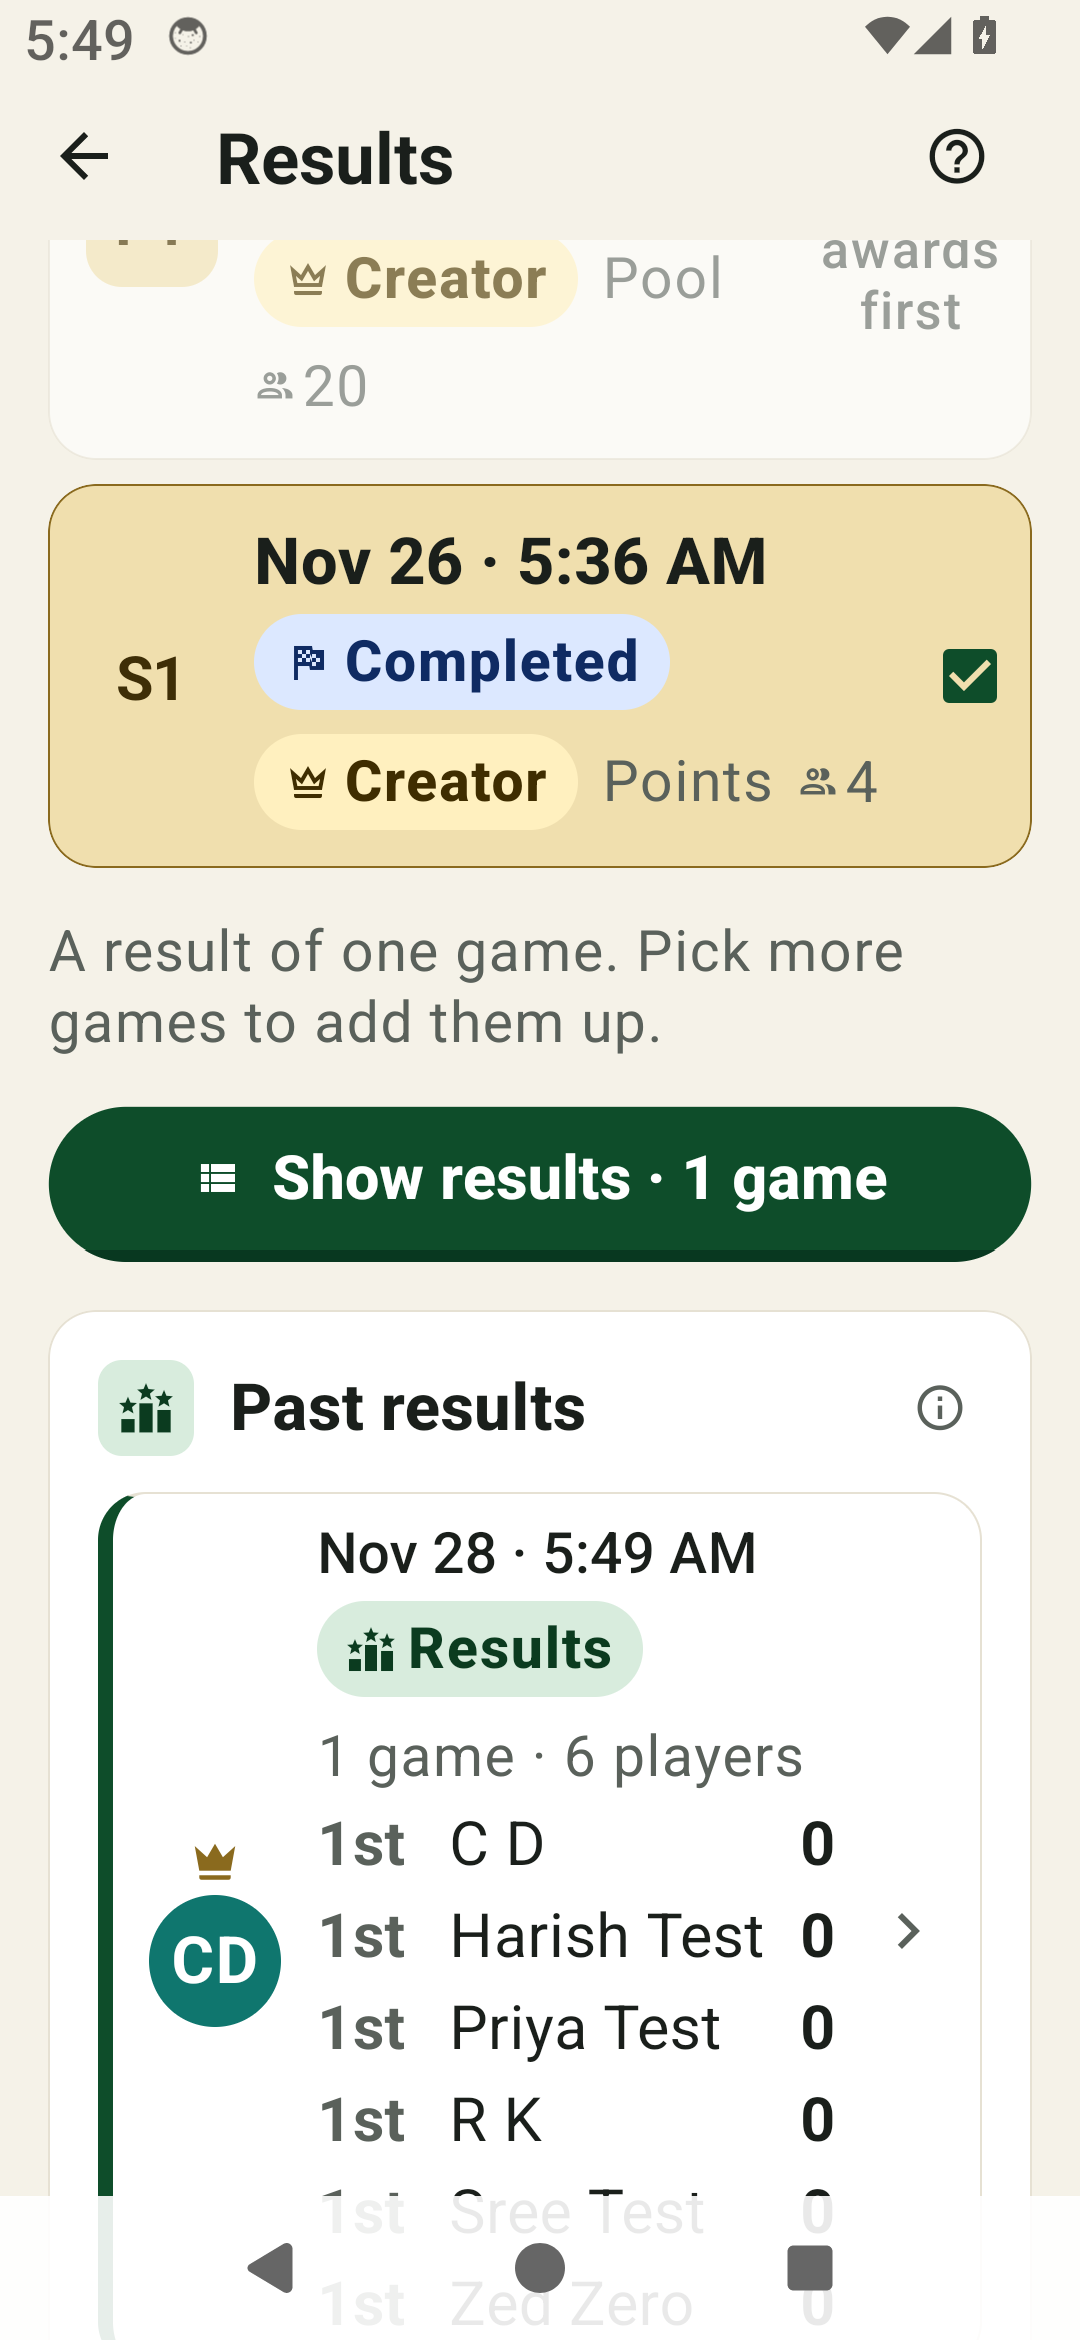 5:49
Results
Creator Pool
awards
first
20
Nov 26 · 5:36 AM
Completed
S1
Creator Points 4
A result of one game. Pick more
games to add them up.
Show results · 1 game
Past results
Nov 28 · 5:49 AM
Results
1 game · 6 players
1st C D 0
CD
1st Harish Test 0
1st Priya Test 0
1st R K 0
1st Sree Test 0
1st Zed Zero 0